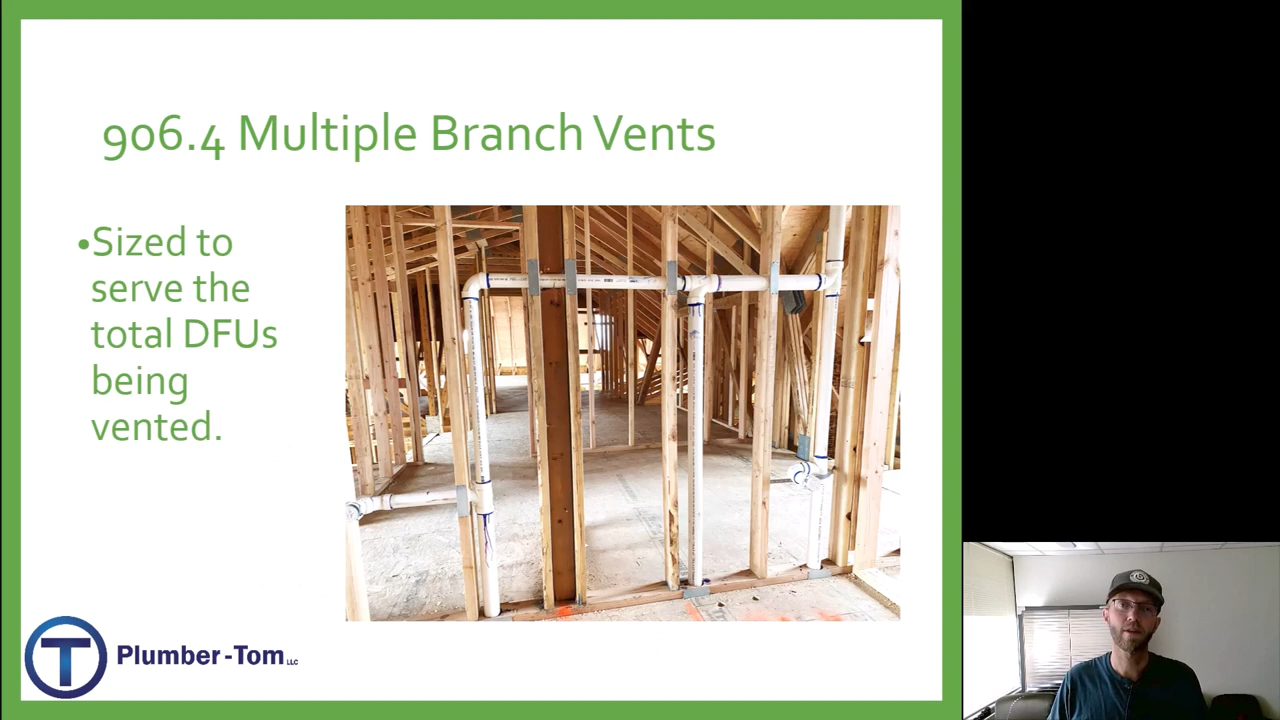 906.4 Multiple Branch Vents
•Sized to
serve the
total DFUs
being
vented.
T
Plumber-Tom LLC